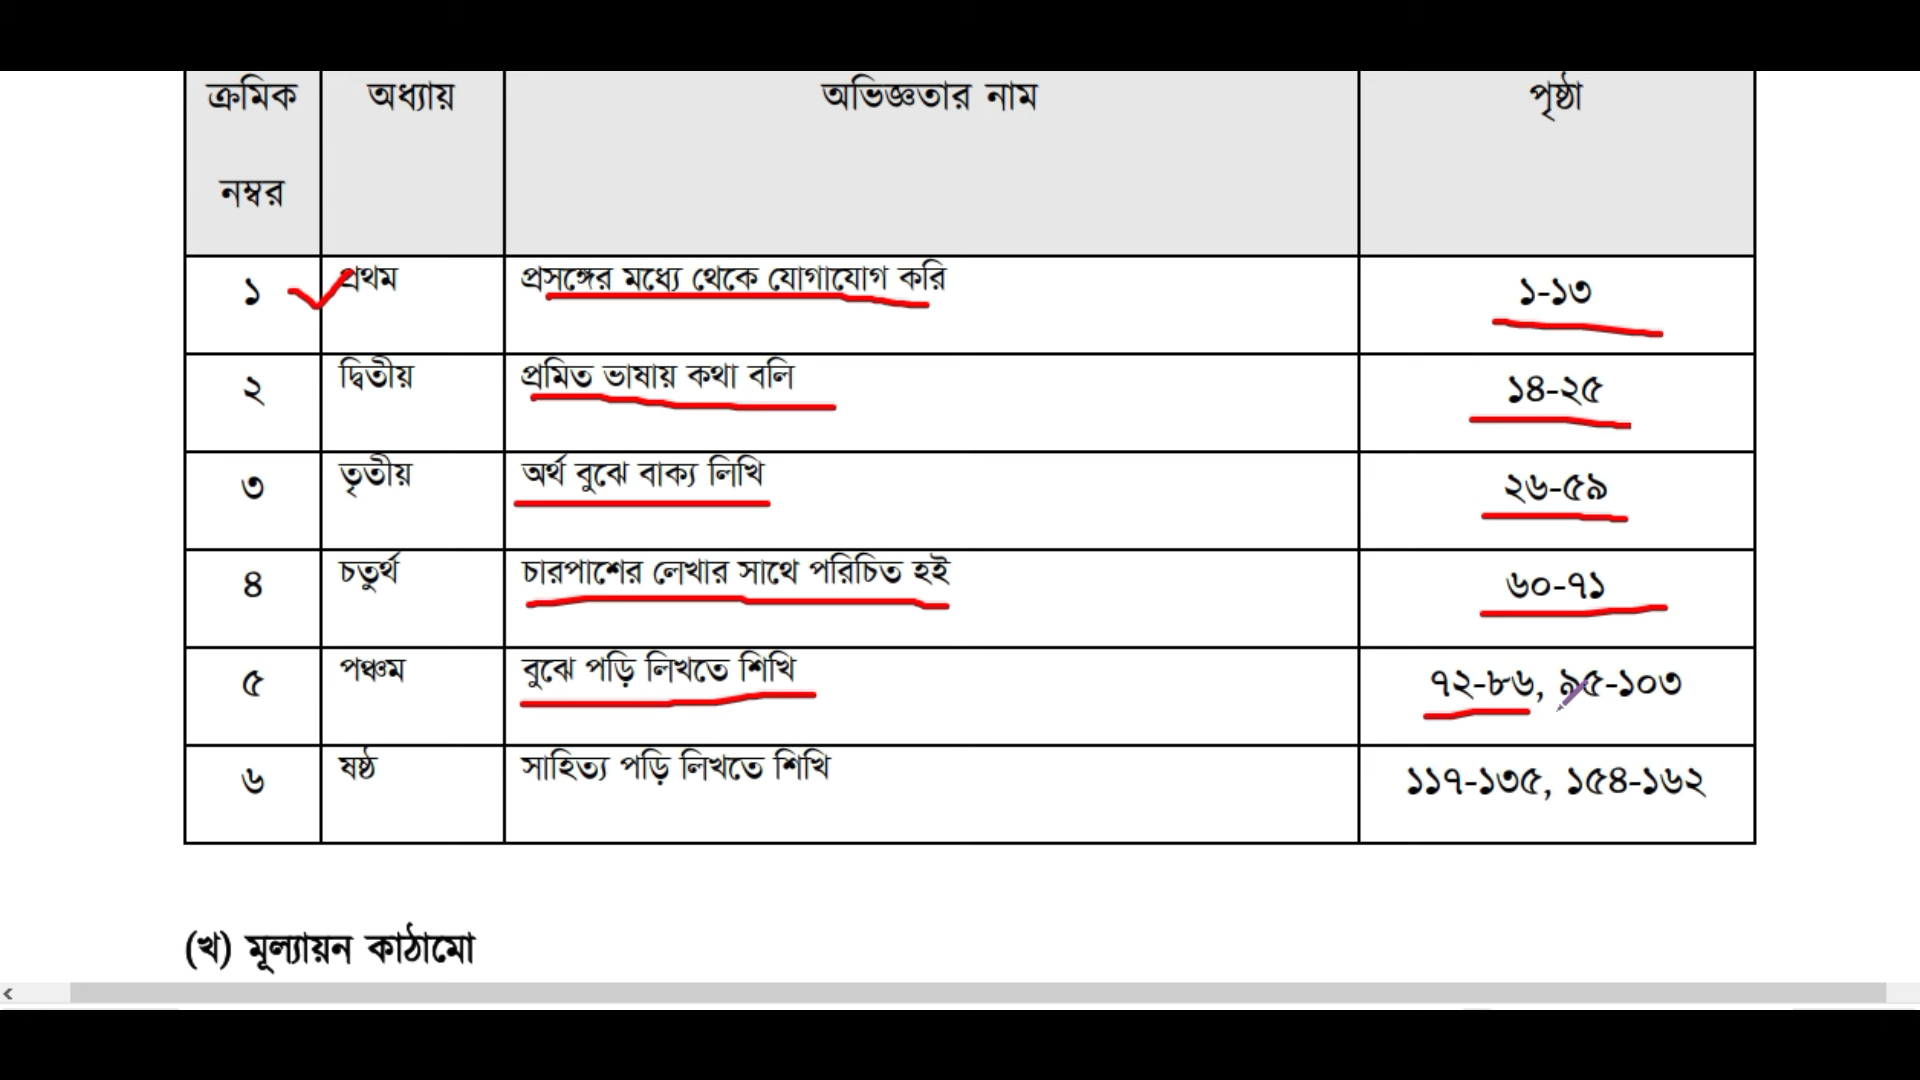 ক্রমিক নম্বর অধ্যায় অভিজ্ঞতার নাম পৃষ্ঠা
১ প্রথম প্রসঙ্গের মধ্যে থেকে যোগাযোগ করি ১-১৩
২ দ্বিতীয় প্রমিত ভাষায় কথা বলি ১৪-২৫
৩ তৃতীয় অর্থ বুঝে বাক্য লিখি ২৬-৫৯
৪ চতুর্থ চারপাশের লেখার সাথে পরিচিত হই ৬০-৭১
৫ পঞ্চম বুঝে পড়ি লিখতে শিখি ৭২-৮৬, ৯৫-১০৩
৬ ষষ্ঠ সাহিত্য পড়ি লিখতে শিখি ১১৭-১৩৫, ১৫৪-১৬২
(খ) মূল্যায়ন কাঠামো